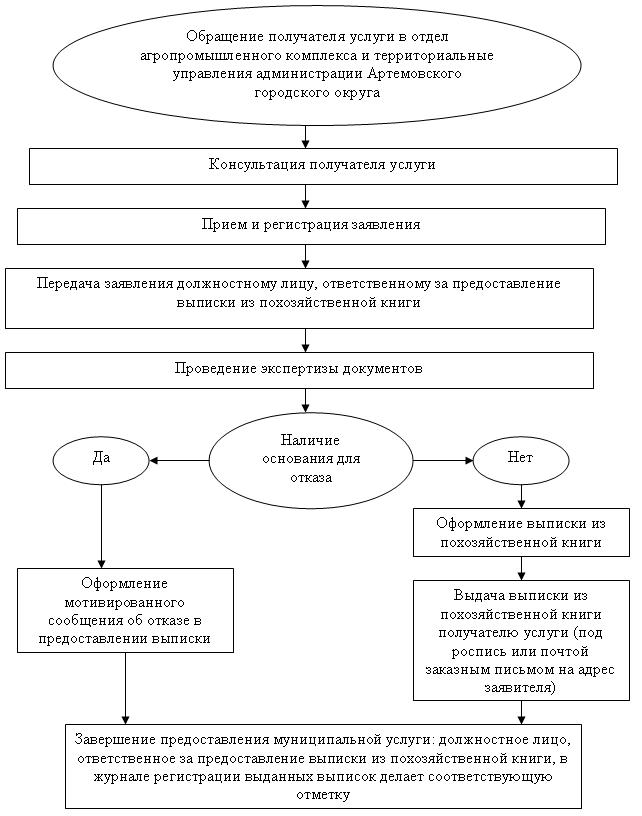 Обращение получателя услуги в отдел
агропромышленного комплекса и территориальные
управления администрации Артемовского
городского округа
Консультация получателя услуги
Прием и регистрация заявления
Передача заявления должностному лицу, ответственному за предоставление
выписки из похозяйственной книги
Проведение экспертизы документов
Наличие
основания для
отказа
Да
Нет
Оформление выписки из
похозяйственной книги
Оформление
мотивированного
сообщения об отказе в
предоставлении выписки
Выдача выписки из
похозяйственной книги
получателю услуги (под
роспись или почтой
заказным письмом на адрес
заявителя)
Завершение предоставления муниципальной услуги: должностное лицо,
ответственное за предоставление выписки из похозяйственной книги, в
журнале регистрации выданных выписок делает соответствующую
отметку